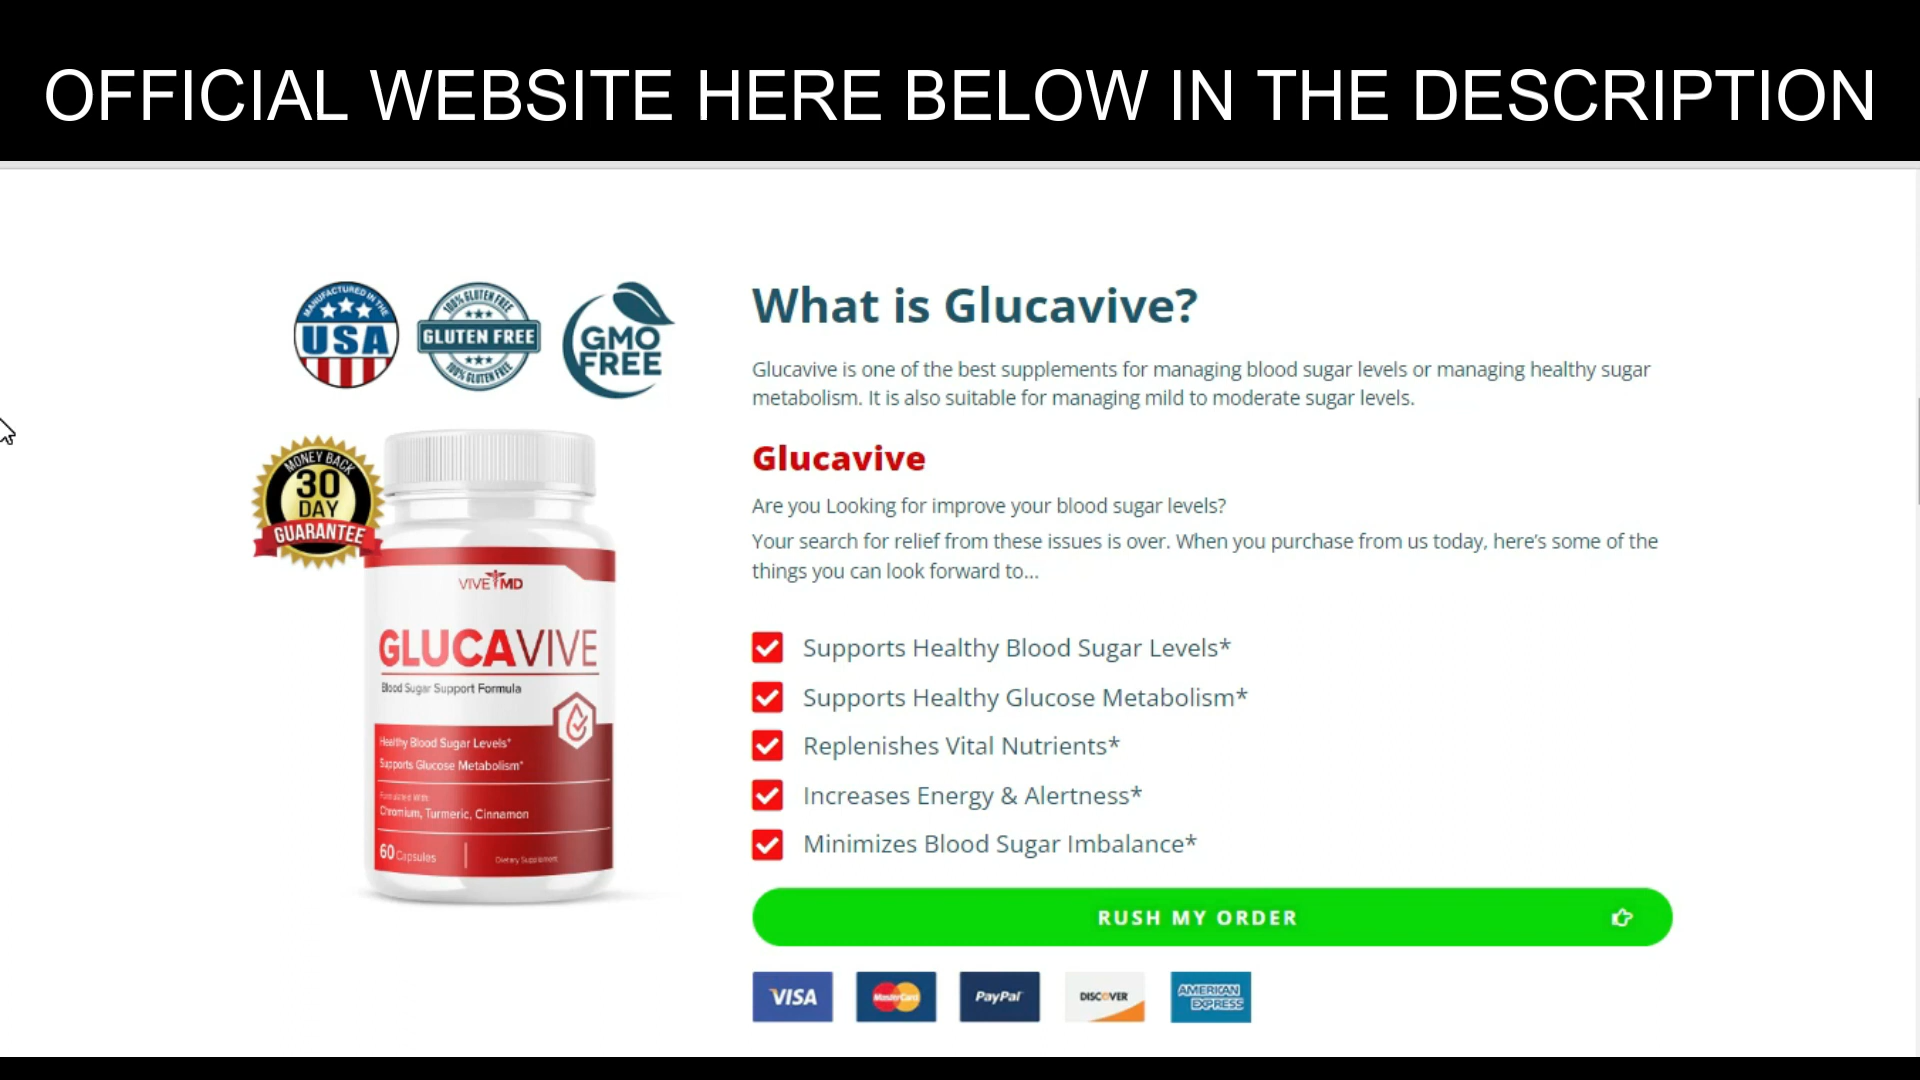 OFFICIAL WEBSITE HERE BELOW IN THE DESCRIPTION
MANUFACTURED IN THE
USA
100% GLUTEN FREE
GLUTEN FREE
100% GLUTEN FREE
GMO
FREE
MONEY BACK
30
DAY
GUARANTEE
VIVE MD
GLUCAVIVE
Blood Sugar Support Formula
Healthy Blood Sugar Levels*
Supports Glucose Metabolism*
Formulated With:
Chromium, Turmeric, Cinnamon
60 Capsules
Dietary Supplement
What is Glucavive?
Glucavive is one of the best supplements for managing blood sugar levels or managing healthy sugar
metabolism. It is also suitable for managing mild to moderate sugar levels.
Glucavive
Are you Looking for improve your blood sugar levels?
Your search for relief from these issues is over. When you purchase from us today, here's some of the
things you can look forward to...
Supports Healthy Blood Sugar Levels*
Supports Healthy Glucose Metabolism*
Replenishes Vital Nutrients*
Increases Energy & Alertness*
Minimizes Blood Sugar Imbalance*
RUSH MY ORDER
VISA
MasterCard
PayPal
DISCOVER
AMERICAN
EXPRESS